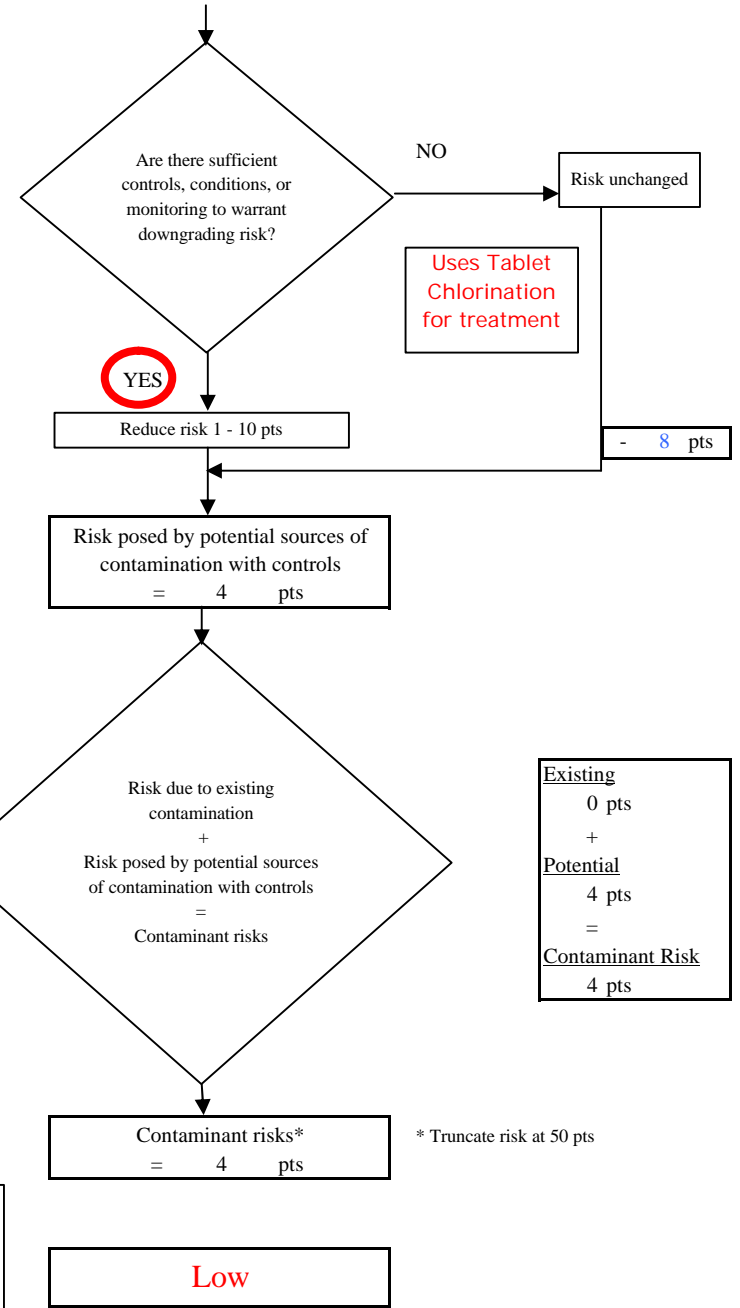 Are there sufficient
controls, conditions, or
monitoring to warrant
downgrading risk?
NO
Risk unchanged
Uses Tablet
Chlorination
for treatment
YES
Reduce risk 1 - 10 pts
- 8 pts
Risk posed by potential sources of
contamination with controls
= 4 pts
Risk due to existing
contamination
+
Risk posed by potential sources
of contamination with controls
=
Contaminant risks
Existing
0 pts
+
Potential
4 pts
=
Contaminant Risk
4 pts
Contaminant risks*
= 4 pts
* Truncate risk at 50 pts
Low